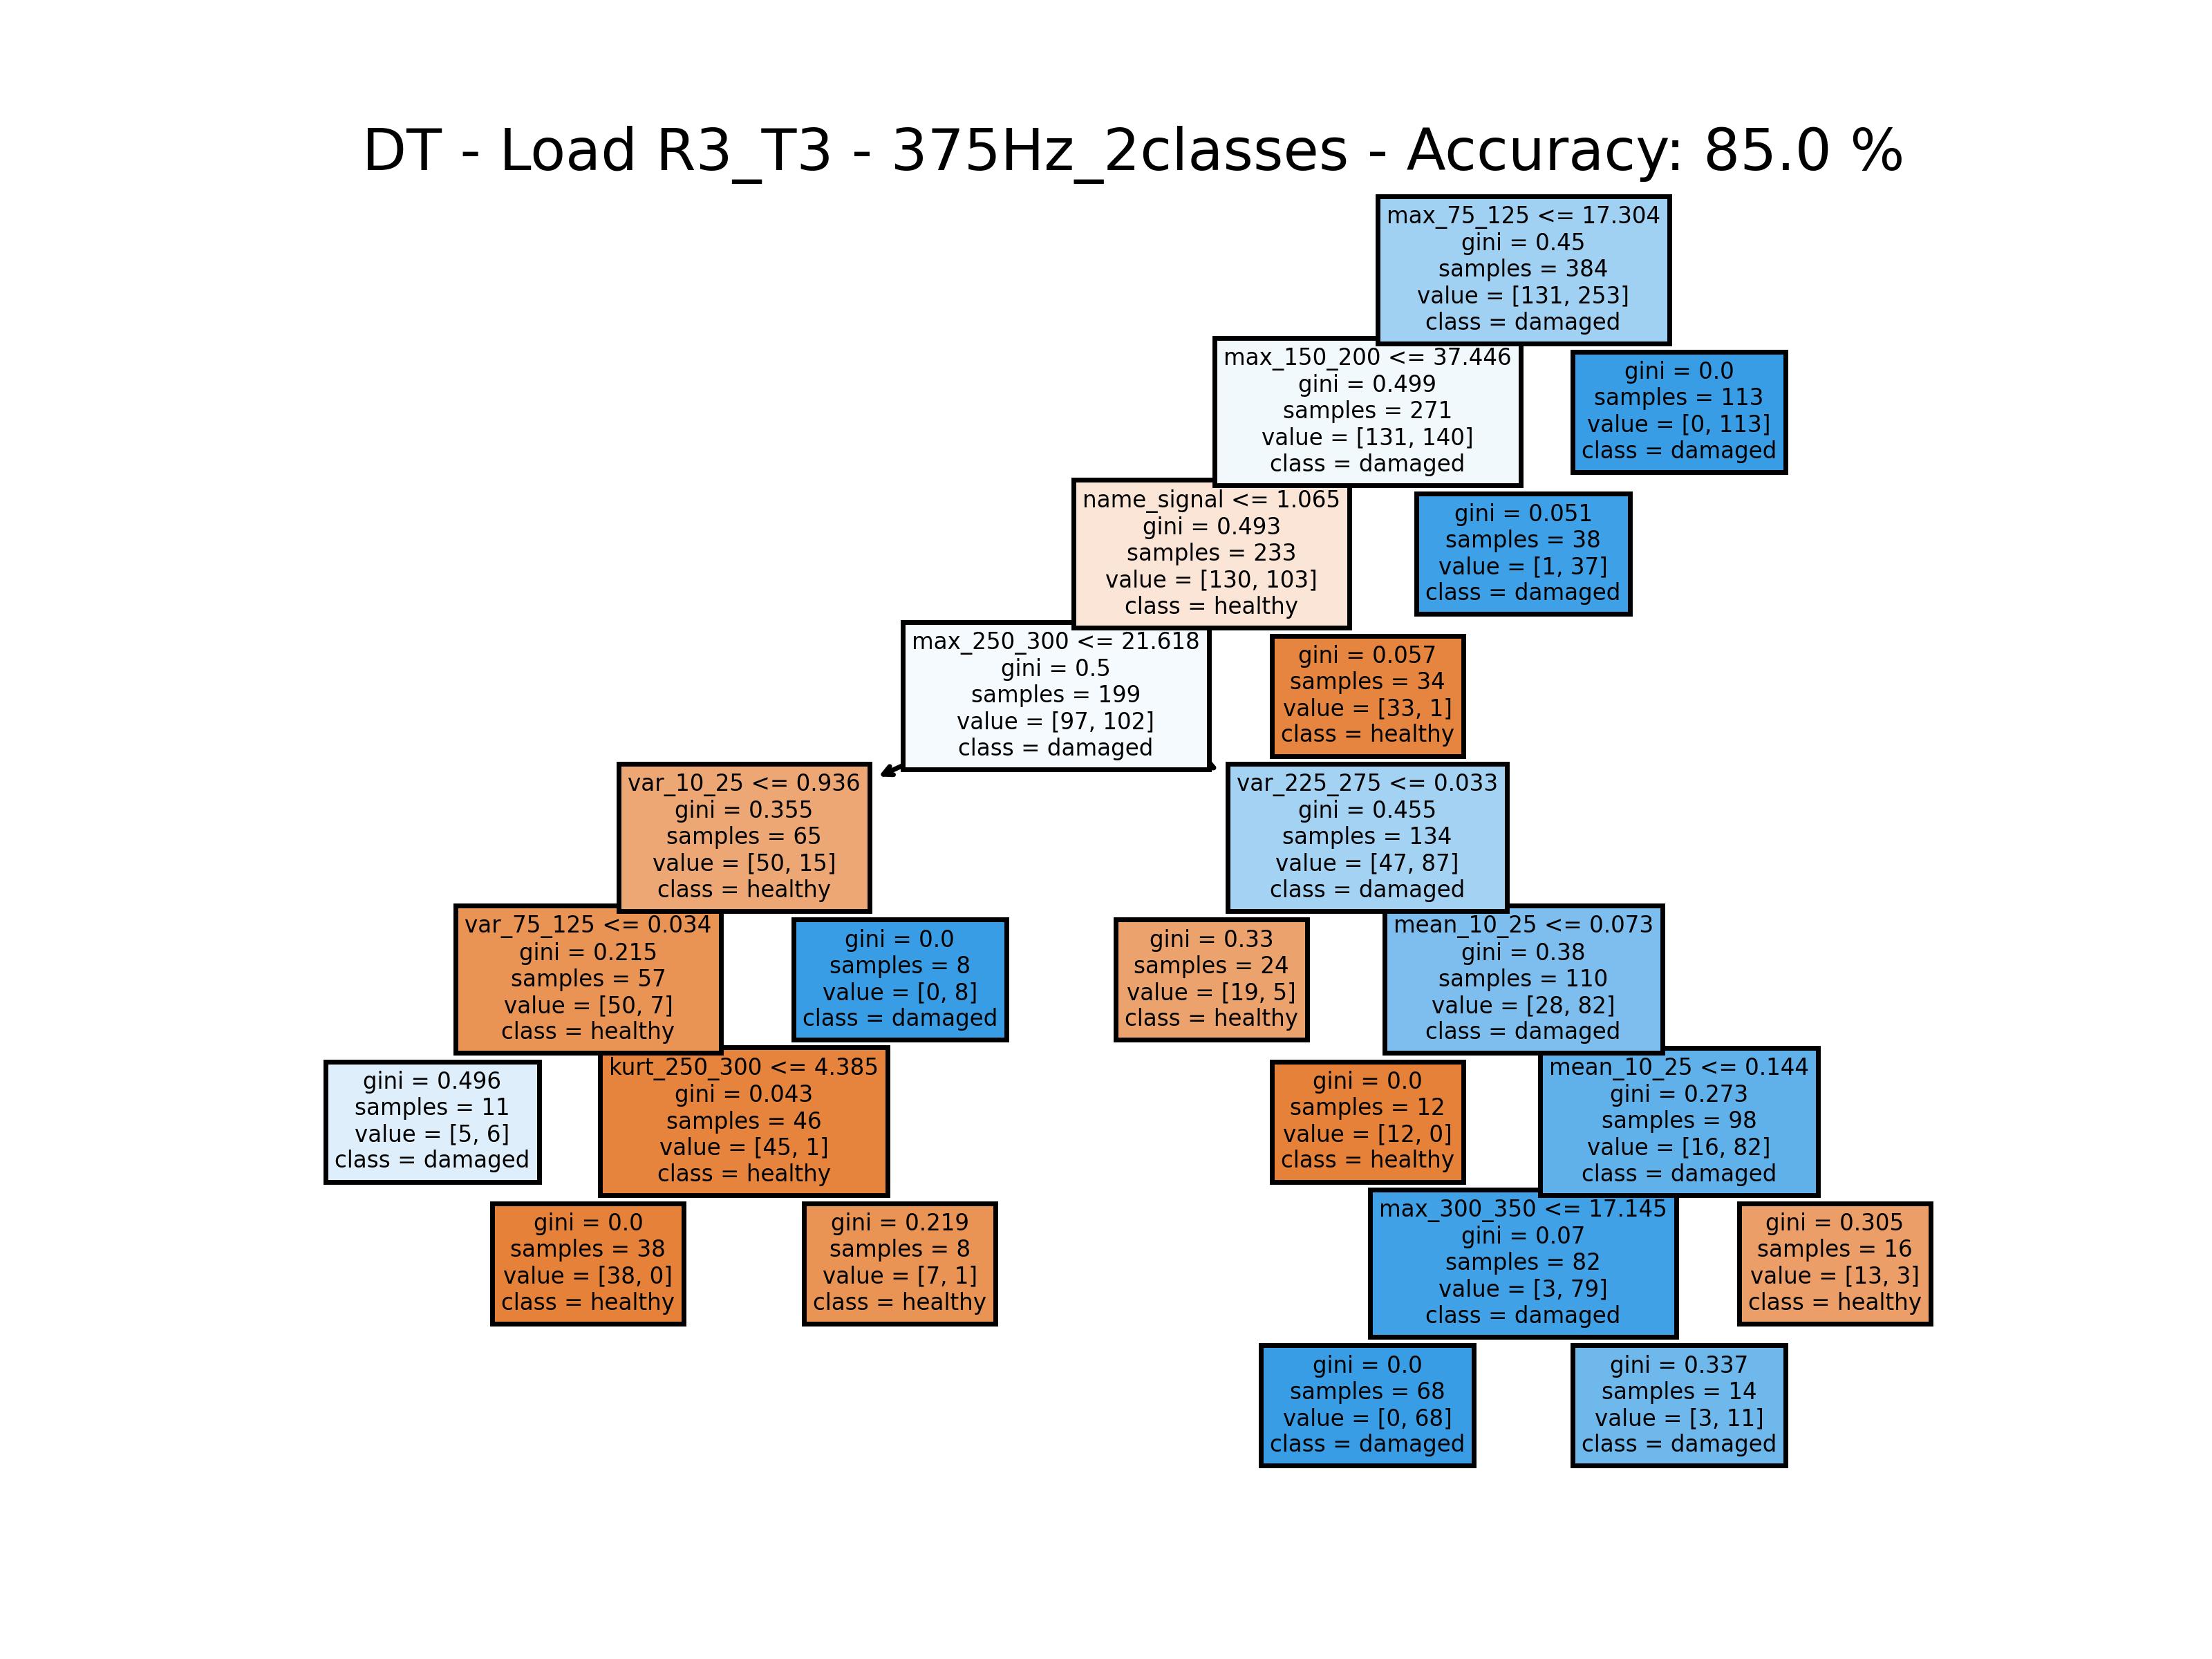 DT - Load R3_T3 - 375Hz_2classes - Accuracy: 85.0 %
max_75_125 <= 17.304
gini = 0.45
samples = 384
value = [131, 253]
class = damaged
max_150_200 <= 37.446
gini = 0.499
samples = 271
value = [131, 140]
class = damaged
gini = 0.0
samples = 113
value = [0, 113]
class = damaged
name_signal <= 1.065
gini = 0.493
samples = 233
value = [130, 103]
class = healthy
gini = 0.051
samples = 38
value = [1, 37]
class = damaged
max_250_300 <= 21.618
gini = 0.5
samples = 199
value = [97, 102]
class = damaged
gini = 0.057
samples = 34
value = [33, 1]
class = healthy
var_10_25 <= 0.936
gini = 0.355
samples = 65
value = [50, 15]
class = healthy
var_225_275 <= 0.033
gini = 0.455
samples = 134
value = [47, 87]
class = damaged
var_75_125 <= 0.034
gini = 0.215
samples = 57
value = [50, 7]
class = healthy
gini = 0.0
samples = 8
value = [0, 8]
class = damaged
gini = 0.33
samples = 24
value = [19, 5]
class = healthy
mean_10_25 <= 0.073
gini = 0.38
samples = 110
value = [28, 82]
class = damaged
gini = 0.496
samples = 11
value = [5, 6]
class = damaged
kurt_250_300 <= 4.385
gini = 0.043
samples = 46
value = [45, 1]
class = healthy
gini = 0.0
samples = 12
value = [12, 0]
class = healthy
mean_10_25 <= 0.144
gini = 0.273
samples = 98
value = [16, 82]
class = damaged
gini = 0.0
samples = 38
value = [38, 0]
class = healthy
gini = 0.219
samples = 8
value = [7, 1]
class = healthy
max_300_350 <= 17.145
gini = 0.07
samples = 82
value = [3, 79]
class = damaged
gini = 0.305
samples = 16
value = [13, 3]
class = healthy
gini = 0.0
samples = 68
value = [0, 68]
class = damaged
gini = 0.337
samples = 14
value = [3, 11]
class = damaged